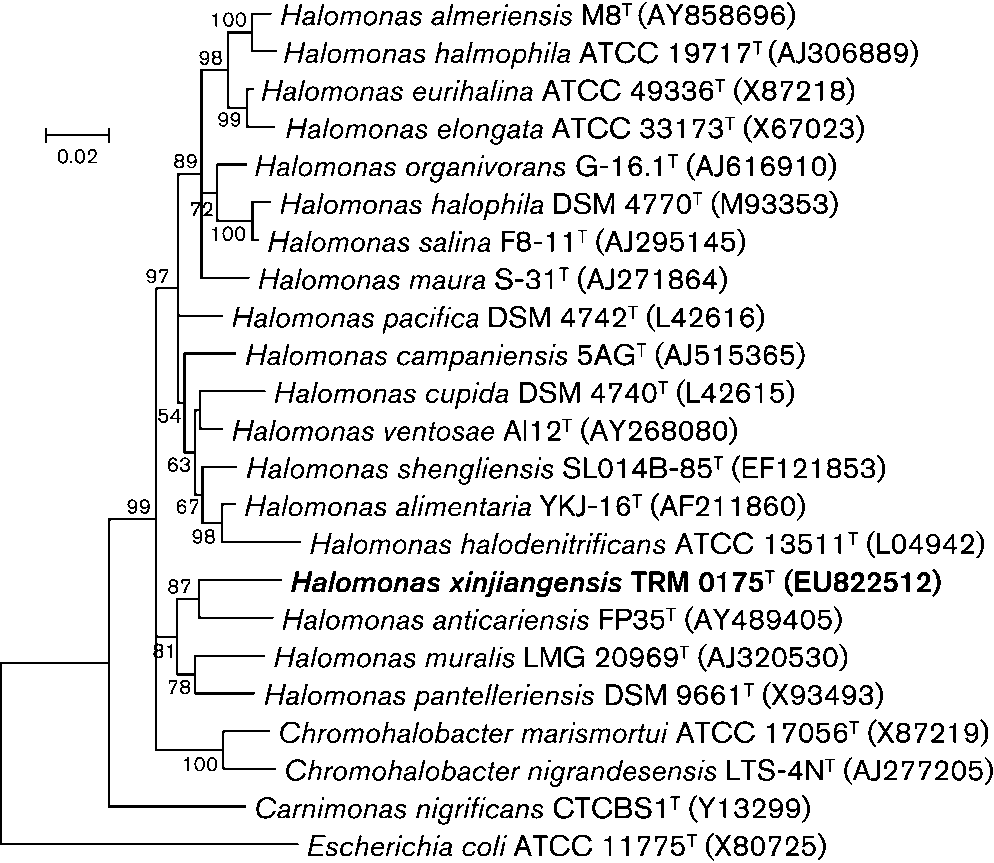 100
Halomonas almeriensis M8ᵀ (AY858696)
98
Halomonas halmophila ATCC 19717ᵀ (AJ306889)
Halomonas eurihalina ATCC 49336ᵀ (X87218)
99
Halomonas elongata ATCC 33173ᵀ (X67023)
0.02
89
Halomonas organivorans G-16.1ᵀ (AJ616910)
72
Halomonas halophila DSM 4770ᵀ (M93353)
100
Halomonas salina F8-11ᵀ (AJ295145)
97
Halomonas maura S-31ᵀ (AJ271864)
Halomonas pacifica DSM 4742ᵀ (L42616)
Halomonas campaniensis 5AGᵀ (AJ515365)
Halomonas cupida DSM 4740ᵀ (L42615)
54
Halomonas ventosae Al12ᵀ (AY268080)
63
Halomonas shengliensis SL014B-85ᵀ (EF121853)
67
Halomonas alimentaria YKJ-16ᵀ (AF211860)
99
98
Halomonas halodenitrificans ATCC 13511ᵀ (L04942)
87
Halomonas xinjiangensis TRM 0175ᵀ (EU822512)
Halomonas anticariensis FP35ᵀ (AY489405)
81
Halomonas muralis LMG 20969ᵀ (AJ320530)
78
Halomonas pantelleriensis DSM 9661ᵀ (X93493)
Chromohalobacter marismortui ATCC 17056ᵀ (X87219)
100
Chromohalobacter nigrandesensis LTS-4Nᵀ (AJ277205)
Carnimonas nigrificans CTCBS1ᵀ (Y13299)
Escherichia coli ATCC 11775ᵀ (X80725)